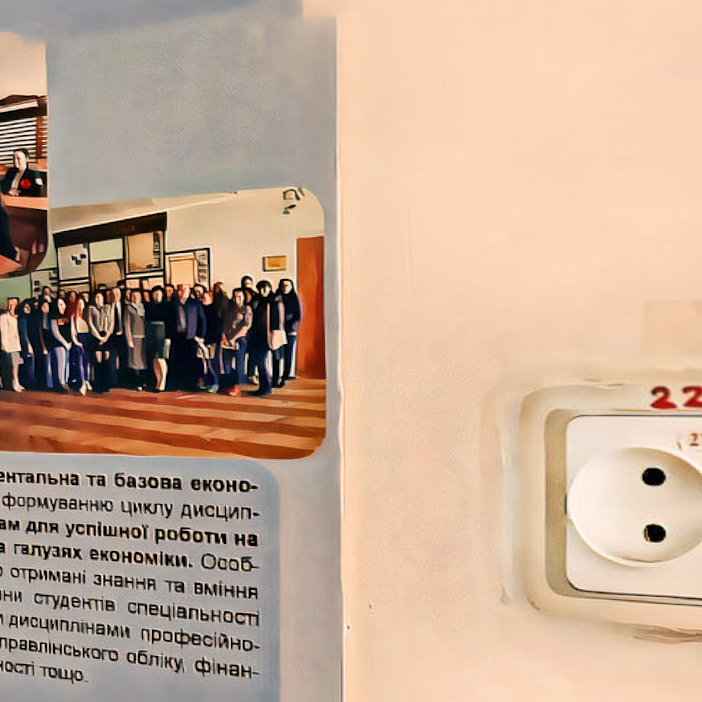 ентальна та базова еконо-
формуванню циклу дисцип-
ам для успішної роботи на
а галузях економіки. Особ-
о отримані знання та вміння
ни студентів спеціальності
и дисциплінами професійно-
правлінського обліку, фінан-
ності тощо.
22